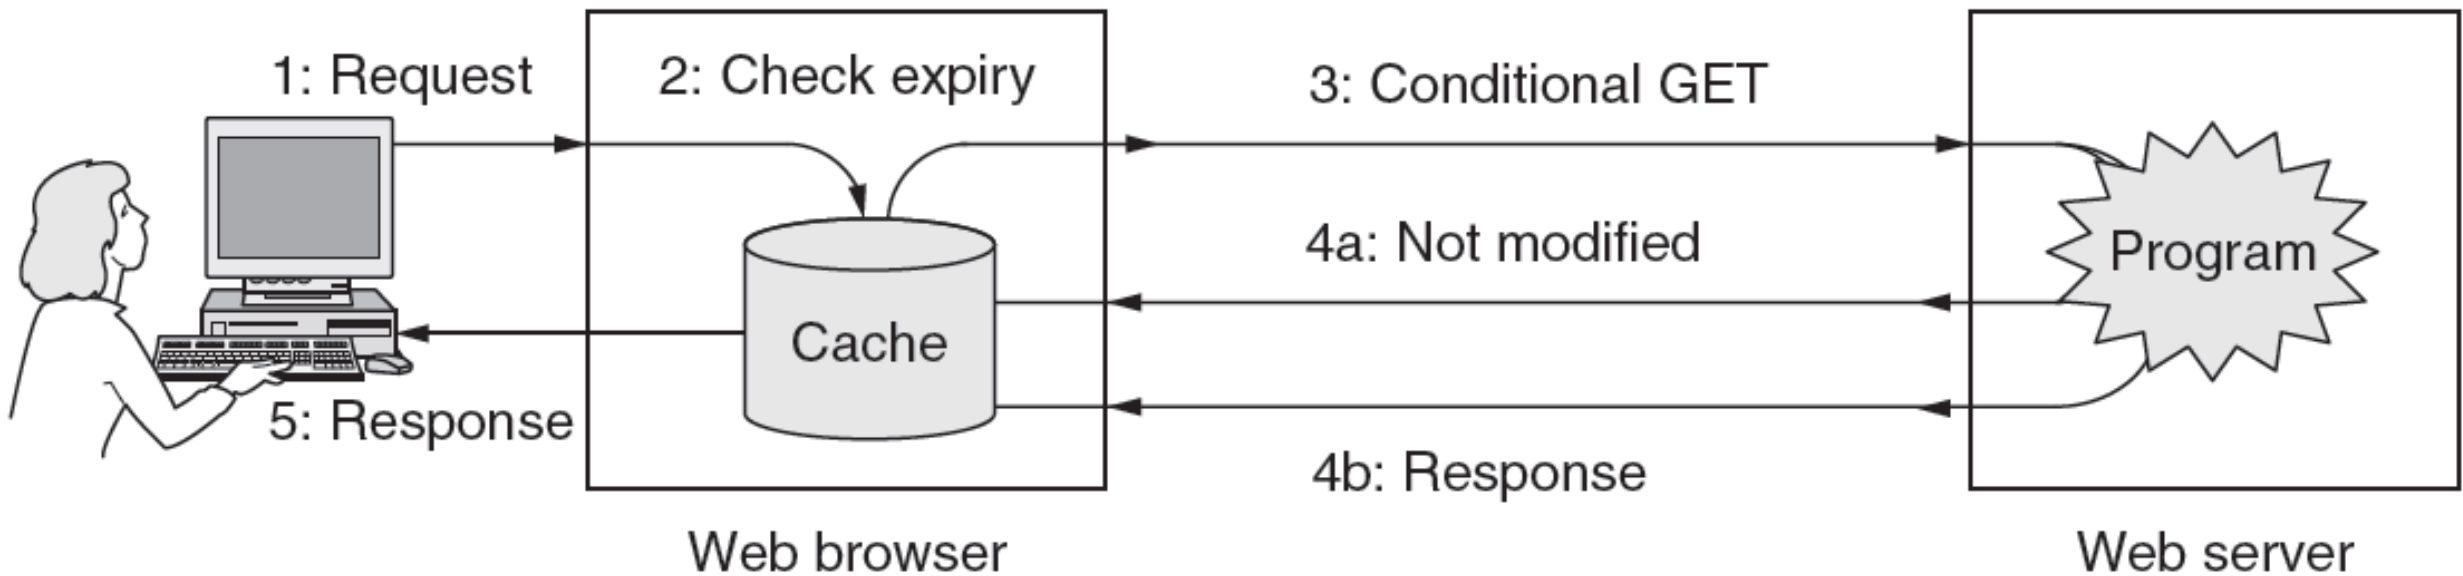 1: Request
2: Check expiry
3: Conditional GET
4a: Not modified
Program
Cache
5: Response
4b: Response
Web browser
Web server